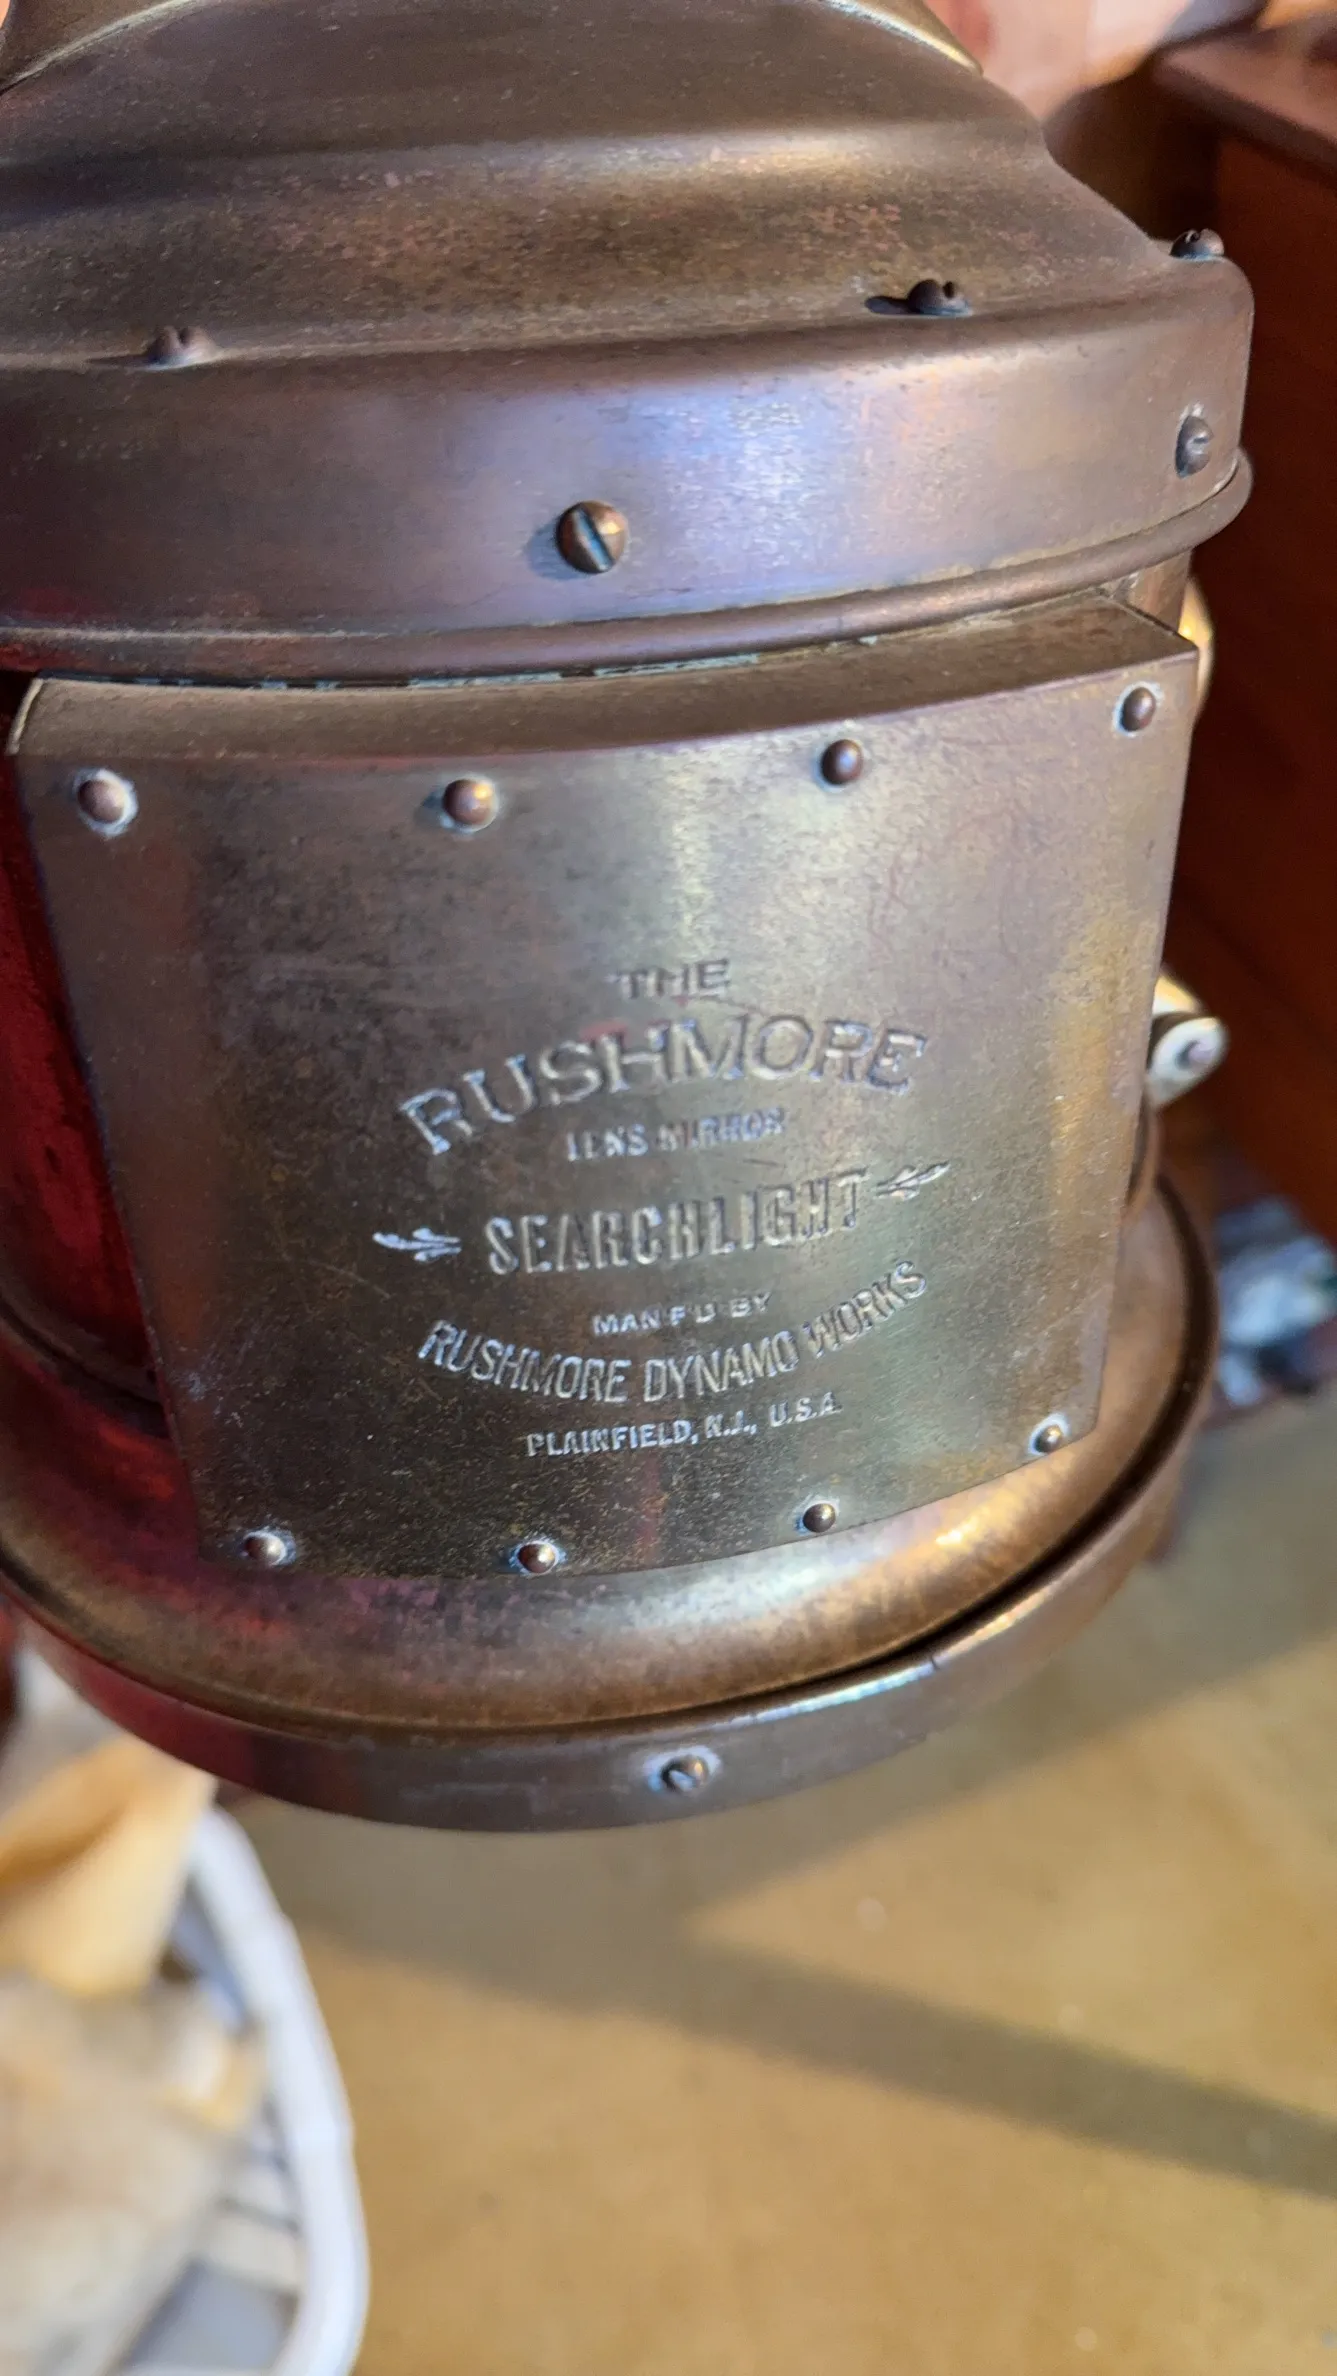 THE
RUSHMORE
LENS MIRROR
SEARCHLIGHT
MAN'F'D BY
RUSHMORE DYNAMO WORKS
PLAINFIELD, N.J., U.S.A.